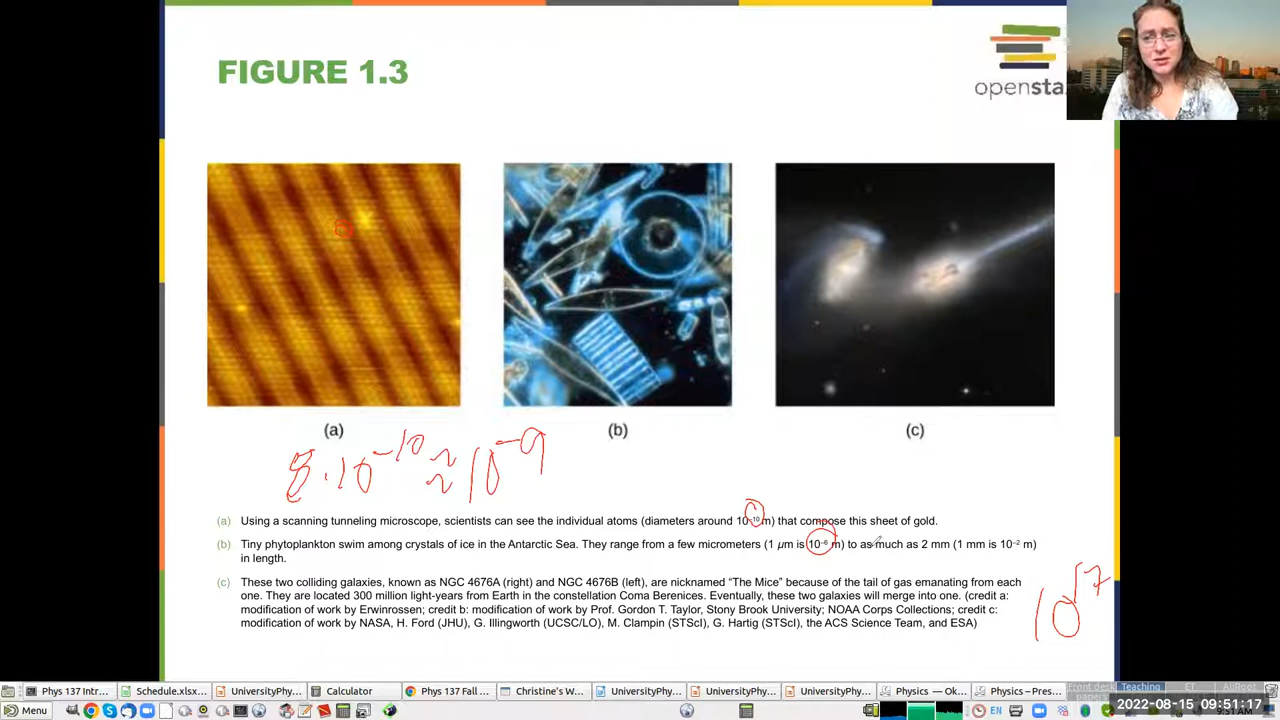 FIGURE 1.3
opensta
(a)
(b)
(c)
8·10⁻¹⁰ ≈ 10⁻⁹
(a) Using a scanning tunneling microscope, scientists can see the individual atoms (diameters around 10⁻¹⁰ m) that compose this sheet of gold.
(b) Tiny phytoplankton swim among crystals of ice in the Antarctic Sea. They range from a few micrometers (1 μm is 10⁻⁶ m) to as much as 2 mm (1 mm is 10⁻² m)
in length.
(c) These two colliding galaxies, known as NGC 4676A (right) and NGC 4676B (left), are nicknamed “The Mice” because of the tail of gas emanating from each
one. They are located 300 million light-years from Earth in the constellation Coma Berenices. Eventually, these two galaxies will merge into one. (credit a:
modification of work by Erwinrossen; credit b: modification of work by Prof. Gordon T. Taylor, Stony Brook University; NOAA Corps Collections; credit c:
modification of work by NASA, H. Ford (JHU), G. Illingworth (UCSC/LO), M. Clampin (STScI), G. Hartig (STScI), the ACS Science Team, and ESA)
10¹⁷
Phys 137 Intr... Schedule.xlsx... UniversityPhy... Calculator Phys 137 Fall ... Christine's W... UniversityPhy... UniversityPhy... UniversityPhy... Physics — Ok... Physics – Pres... Front desk Teaching ET AliRoot
Menu EN
2022-08-15 09:51:17